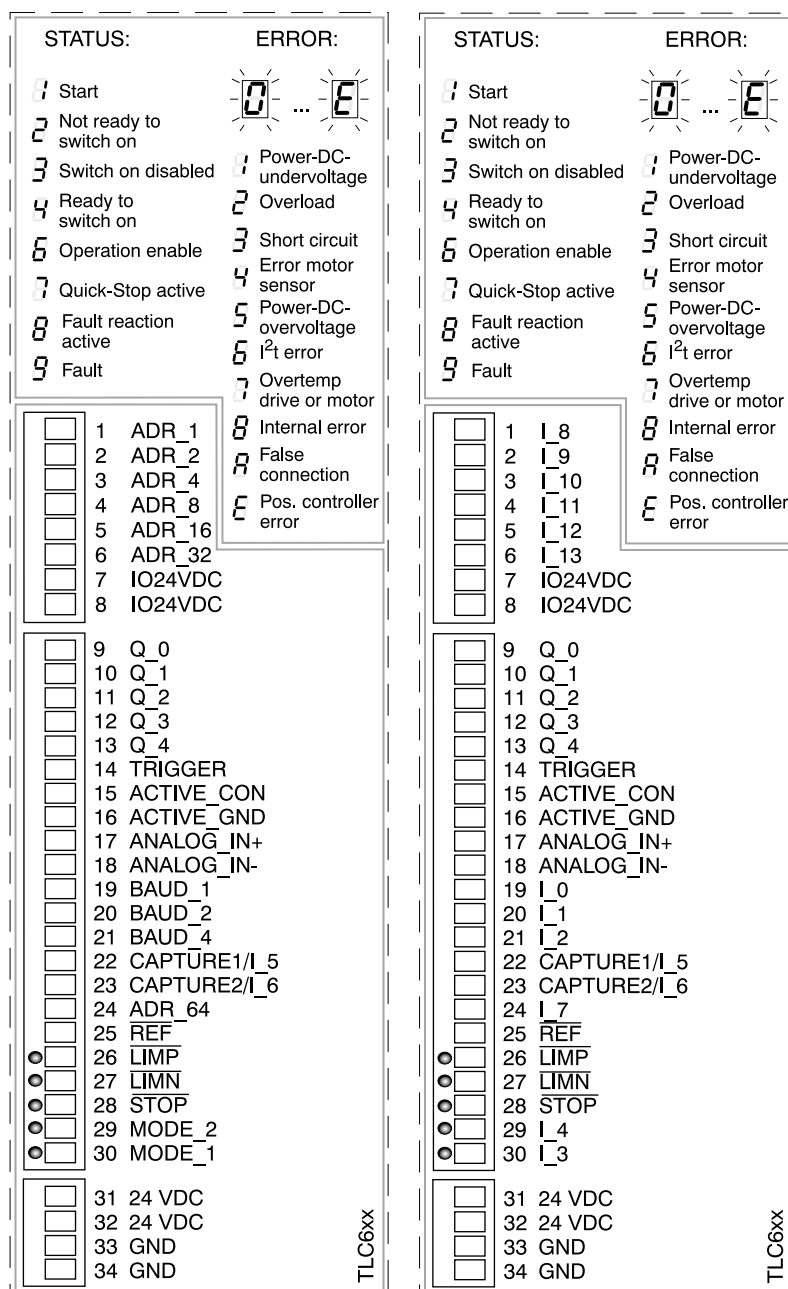 STATUS:
1 Start
2 Not ready to
switch on
3 Switch on disabled
4 Ready to
switch on
6 Operation enable
7 Quick-Stop active
8 Fault reaction
active
9 Fault
ERROR:
0 ... E
1 Power-DC-
undervoltage
2 Overload
3 Short circuit
4 Error motor
sensor
5 Power-DC-
overvoltage
6 I²t error
7 Overtemp
drive or motor
8 Internal error
A False
connection
E Pos. controller
error
1 ADR_1
2 ADR_2
3 ADR_4
4 ADR_8
5 ADR_16
6 ADR_32
7 IO24VDC
8 IO24VDC
9 Q_0
10 Q_1
11 Q_2
12 Q_3
13 Q_4
14 TRIGGER
15 ACTIVE_CON
16 ACTIVE_GND
17 ANALOG_IN+
18 ANALOG_IN-
19 BAUD_1
20 BAUD_2
21 BAUD_4
22 CAPTURE1/I_5
23 CAPTURE2/I_6
24 ADR_64
25 REF
26 LIMP
27 LIMN
28 STOP
29 MODE_2
30 MODE_1
31 24 VDC
32 24 VDC
33 GND
34 GND
TLC6xx
STATUS:
1 Start
2 Not ready to
switch on
3 Switch on disabled
4 Ready to
switch on
6 Operation enable
7 Quick-Stop active
8 Fault reaction
active
9 Fault
ERROR:
0 ... E
1 Power-DC-
undervoltage
2 Overload
3 Short circuit
4 Error motor
sensor
5 Power-DC-
overvoltage
6 I²t error
7 Overtemp
drive or motor
8 Internal error
A False
connection
E Pos. controller
error
1 I_8
2 I_9
3 I_10
4 I_11
5 I_12
6 I_13
7 IO24VDC
8 IO24VDC
9 Q_0
10 Q_1
11 Q_2
12 Q_3
13 Q_4
14 TRIGGER
15 ACTIVE_CON
16 ACTIVE_GND
17 ANALOG_IN+
18 ANALOG_IN-
19 I_0
20 I_1
21 I_2
22 CAPTURE1/I_5
23 CAPTURE2/I_6
24 I_7
25 REF
26 LIMP
27 LIMN
28 STOP
29 I_4
30 I_3
31 24 VDC
32 24 VDC
33 GND
34 GND
TLC6xx